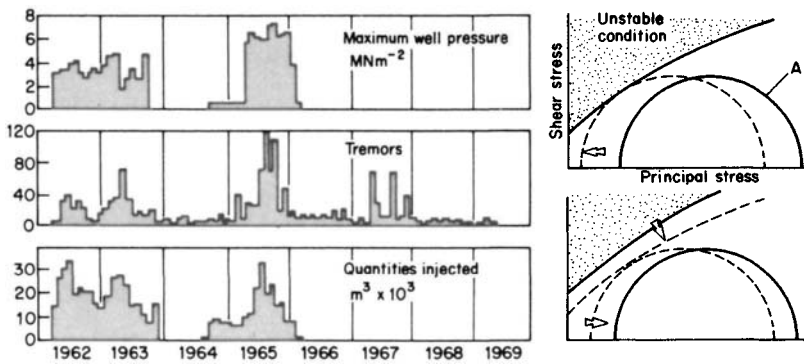 8
6
4
2
0
Maximum well pressure
MNm⁻²
120
80
40
0
Tremors
30
20
10
0
Quantities injected
m³ x 10³
1962 1963 1964 1965 1966 1967 1968 1969
Unstable
condition
A
Shear stress
Principal stress